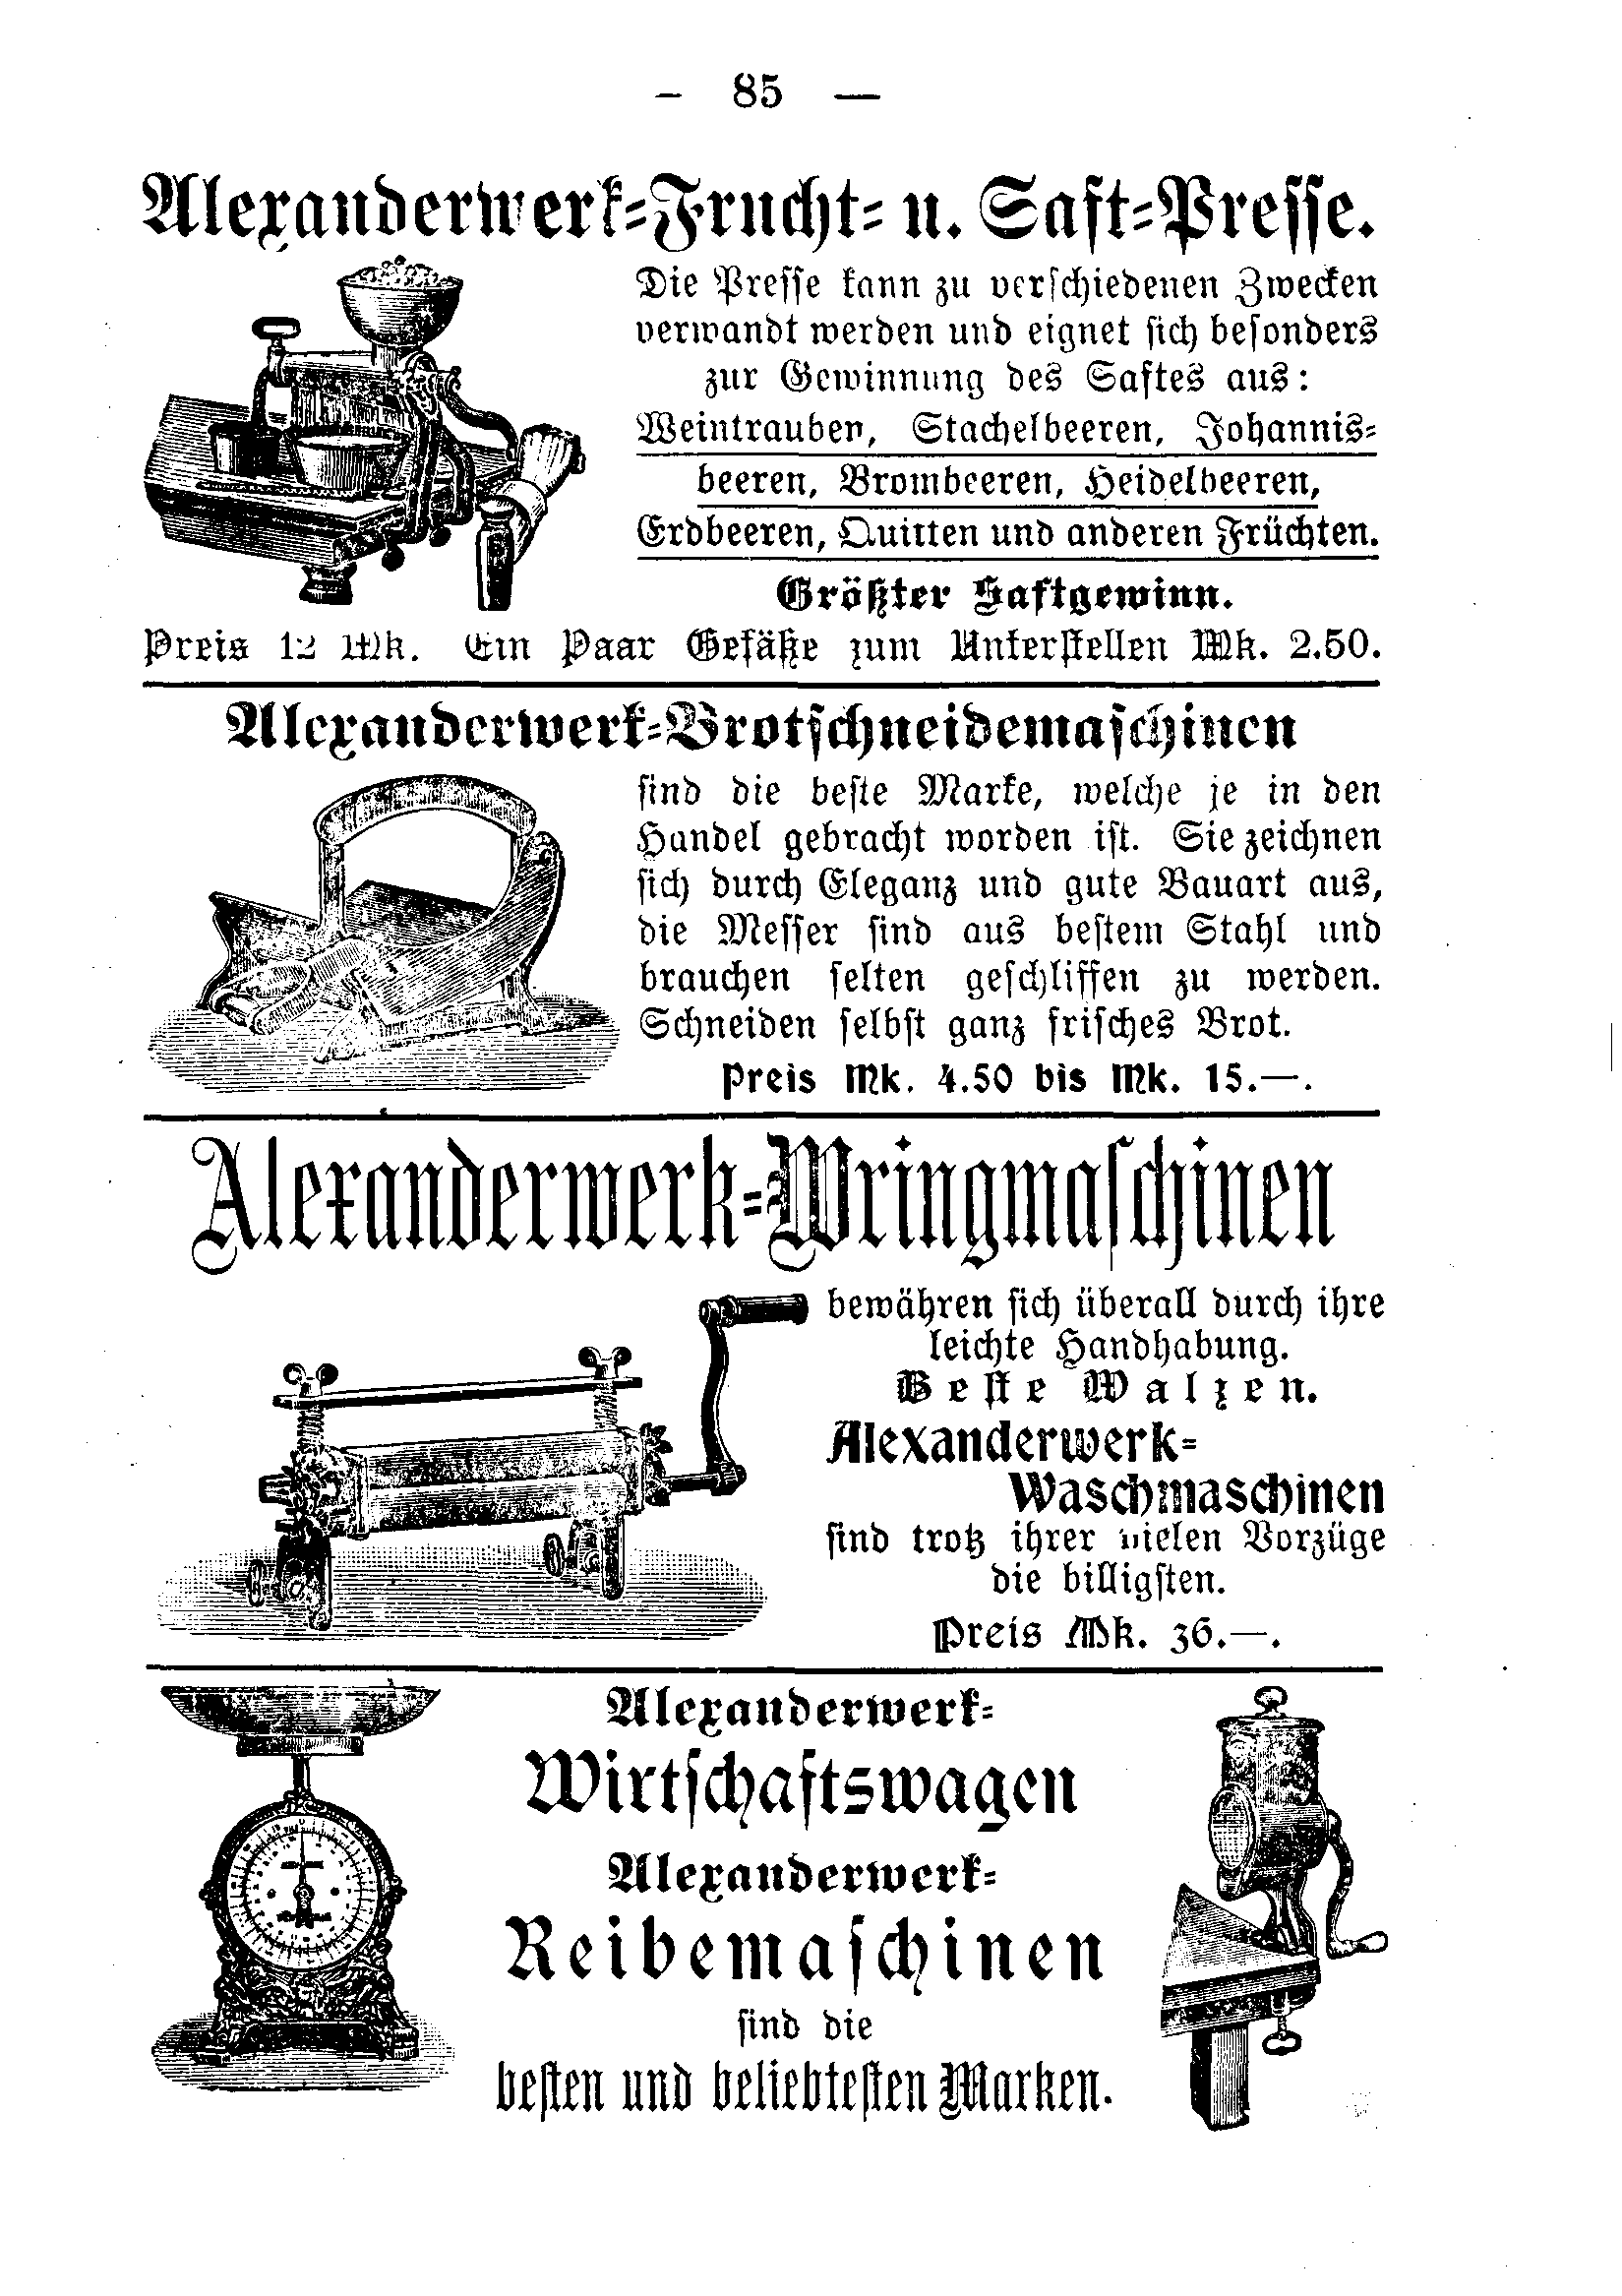 – 85 —
Alexanderwerk-Frucht- u. Saft-Presse.
Die Presse kann zu verschiedenen Zwecken
verwandt werden und eignet sich besonders
zur Gewinnung des Saftes aus:
Weintrauben, Stachelbeeren, Johannis-
beeren, Brombeeren, Heidelbeeren,
Erdbeeren, Quitten und anderen Früchten.
Größter Saftgewinn.
Preis 12 Mk. Ein Paar Gefäße zum Unterstellen Mk. 2.50.
Alexanderwerk-Brotschneidemaschinen
sind die beste Marke, welche je in den
Handel gebracht worden ist. Sie zeichnen
sich durch Eleganz und gute Bauart aus,
die Messer sind aus bestem Stahl und
brauchen selten geschliffen zu werden.
Schneiden selbst ganz frisches Brot.
Preis Mk. 4.50 bis Mk. 15.—.
Alexanderwerk-Wringmaschinen
bewähren sich überall durch ihre
leichte Handhabung.
Beste Walzen.
Alexanderwerk-
Waschmaschinen
sind trotz ihrer vielen Vorzüge
die billigsten.
Preis Mk. 36.—.
Alexanderwerk-
Wirtschaftswagen
Alexanderwerk-
Reibemaschinen
sind die
besten und beliebtesten Marken.